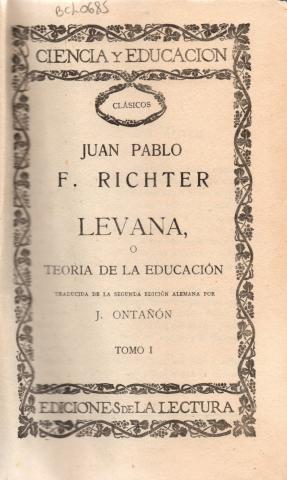 BCL0685
CIENCIA Y EDUCACION
CLÁSICOS
JUAN PABLO
F. RICHTER
LEVANA,
O
TEORIA DE LA EDUCACIÓN
TRADUCIDA DE LA SEGUNDA EDICIÓN ALEMANA POR
J. ONTAÑÓN
TOMO I
EDICIONES DE LA LECTURA